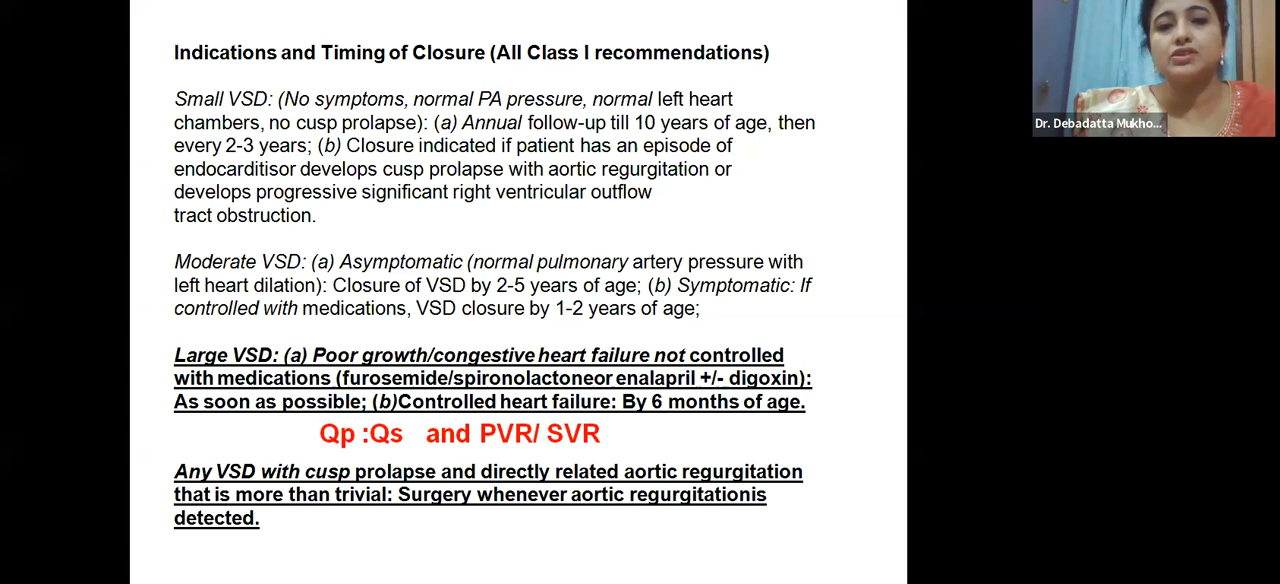 Indications and Timing of Closure (All Class I recommendations)
Small VSD: (No symptoms, normal PA pressure, normal left heart
chambers, no cusp prolapse): (a) Annual follow-up till 10 years of age, then
every 2-3 years; (b) Closure indicated if patient has an episode of
endocarditisor develops cusp prolapse with aortic regurgitation or
develops progressive significant right ventricular outflow
tract obstruction.
Moderate VSD: (a) Asymptomatic (normal pulmonary artery pressure with
left heart dilation): Closure of VSD by 2-5 years of age; (b) Symptomatic: If
controlled with medications, VSD closure by 1-2 years of age;
Large VSD: (a) Poor growth/congestive heart failure not controlled
with medications (furosemide/spironolactoneor enalapril +/- digoxin):
As soon as possible; (b)Controlled heart failure: By 6 months of age.
Qp :Qs and PVR/ SVR
Any VSD with cusp prolapse and directly related aortic regurgitation
that is more than trivial: Surgery whenever aortic regurgitationis
detected.
Dr. Debadatta Mukho...